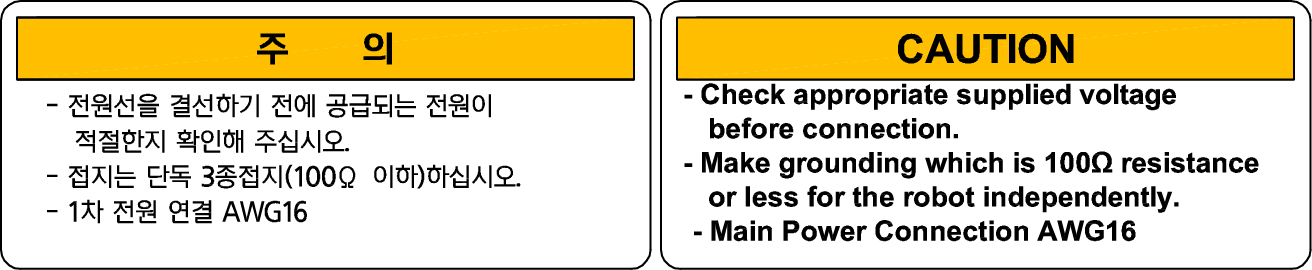 주 의
- 전원선을 결선하기 전에 공급되는 전원이
적절한지 확인해 주십시오.
- 접지는 단독 3종접지(100Ω 이하)하십시오.
- 1차 전원 연결 AWG16
CAUTION
- Check appropriate supplied voltage
before connection.
- Make grounding which is 100Ω resistance
or less for the robot independently.
- Main Power Connection AWG16